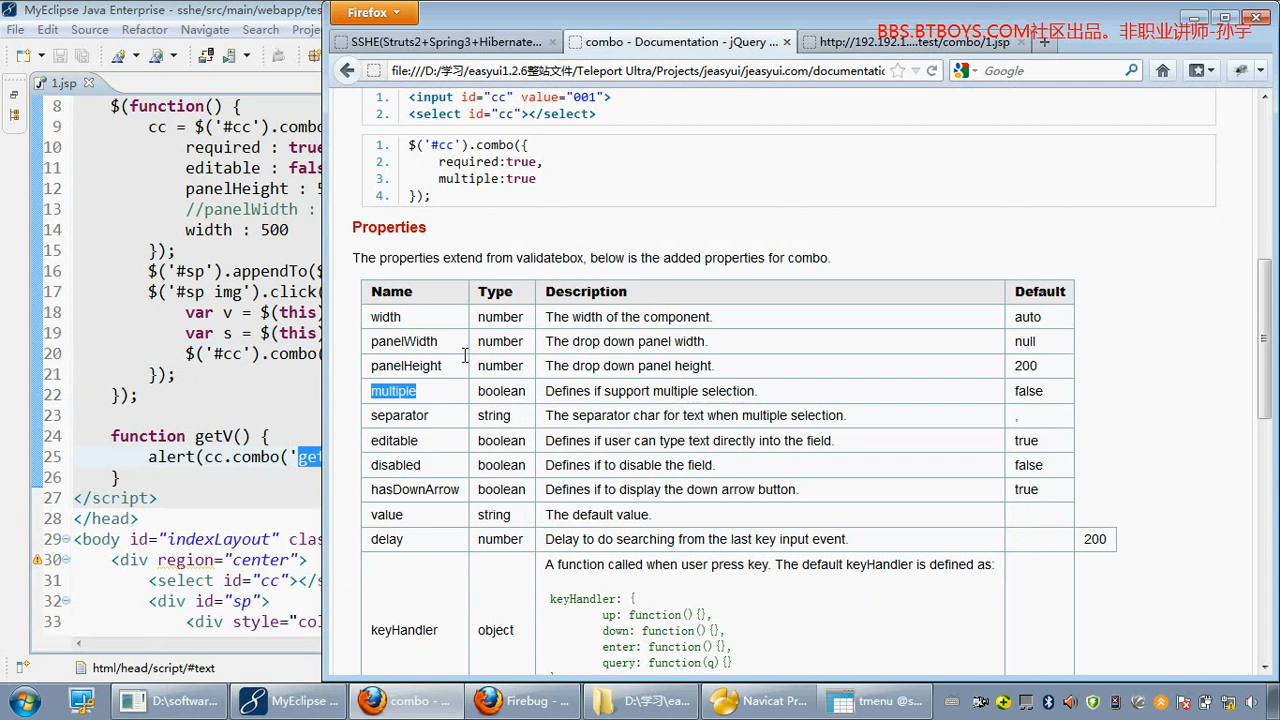 MyEclipse Java Enterprise - sshe/src/main/webapp
File Edit Source Refactor
1.jsp
8 $(function() {
9 cc = $('#cc').combo
10 required : true
11 editable : fals
12 panelHeight : 5
13 //panelWidth :
14 width : 500
15 });
16 $('#sp').appendTo($
17 $('#sp img').click(
18 var v = $(this)
19 var s = $(this)
20 $('#cc').combo
21 });
22 });
23
24 function getV() {
25 alert(cc.combo('get
26 }
27 </script>
28 </head>
29 <body id="indexLayout" clas
30 <div region="center">
31 <select id="cc"></
32 <div id="sp">
33 <div style="col
html/head/script/#text
Firefox
BBS.BTBOYS.COM社区出品。非职业讲师-孙宇
SSHE(Struts2+Spring3+Hibernate...
combo - Documentation - jQu...
http://192.192.1....test/combo/1.jsp
file:///D:/学习/easyui1.2.6整站文件/Teleport Ultra/Projects/jeasyui/jeasyui.com/documentatic
Google
1. <input id="cc" value="001">
2. <select id="cc"></select>
1. $('#cc').combo({
2. required:true,
3. multiple:true
4. });
Properties
The properties extend from validatebox, below is the added properties for combo.
Name Type Description Default
width number The width of the component. auto
panelWidth number The drop down panel width. null
panelHeight number The drop down panel height. 200
multiple boolean Defines if support multiple selection. false
separator string The separator char for text when multiple selection. ,
editable boolean Defines if user can type text directly into the field. true
disabled boolean Defines if to disable the field. false
hasDownArrow boolean Defines if to display the down arrow button. true
value string The default value.
delay number Delay to do searching from the last key input event. 200
keyHandler object A function called when user press key. The default keyHandler is defined as:
keyHandler: {
up: function(){},
down: function(){},
enter: function(){},
query: function(q){}
D:\software...
MyEclipse ...
combo - ...
Firebug - ...
D:\学习\ea...
Navicat Pr...
tmenu @s...